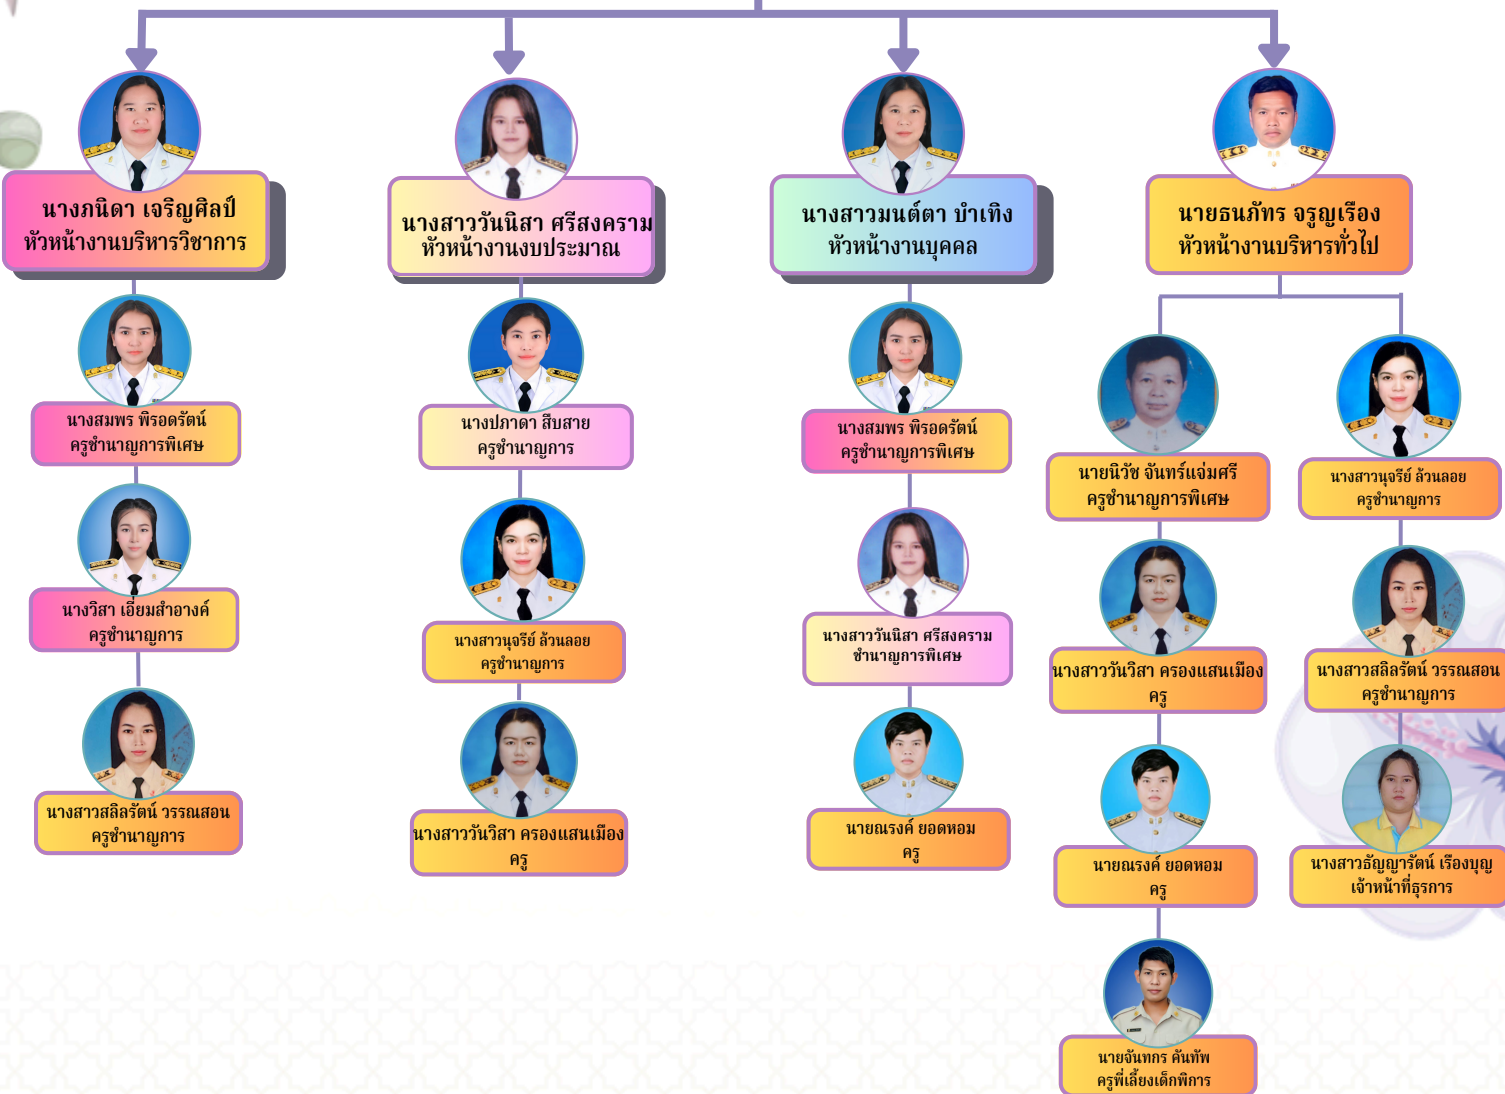 นางภนิดา เจริญศิลป์
หัวหน้างานบริหารวิชาการ
นางสาววันนิสา ศรีสงคราม
หัวหน้างานงบประมาณ
นางสาวมนต์ตา บำเทิง
หัวหน้างานบุคคล
นายธนภัทร จรูญเรือง
หัวหน้างานบริหารทั่วไป
นางสมพร พิรอดรัตน์
ครูชำนาญการพิเศษ
นางวิสา เอี่ยมสำอางค์
ครูชำนาญการ
นางสาวสลิลรัตน์ วรรณสอน
ครูชำนาญการ
นางปภาดา สืบสาย
ครูชำนาญการ
นางสาวนุจรีย์ ล้วนลอย
ครูชำนาญการ
นางสาววันวิสา ครองแสนเมือง
ครู
นางสมพร พิรอดรัตน์
ครูชำนาญการพิเศษ
นางสาววันนิสา ศรีสงคราม
ชำนาญการพิเศษ
นายณรงค์ ยอดหอม
ครู
นายนิวัช จันทร์แจ่มศรี
ครูชำนาญการพิเศษ
นางสาววันวิสา ครองแสนเมือง
ครู
นายณรงค์ ยอดหอม
ครู
นายจันทกร คันทัพ
ครูพี่เลี้ยงเด็กพิการ
นางสาวนุจรีย์ ล้วนลอย
ครูชำนาญการ
นางสาวสลิลรัตน์ วรรณสอน
ครูชำนาญการ
นางสาวธัญญารัตน์ เรืองบุญ
เจ้าหน้าที่ธุรการ